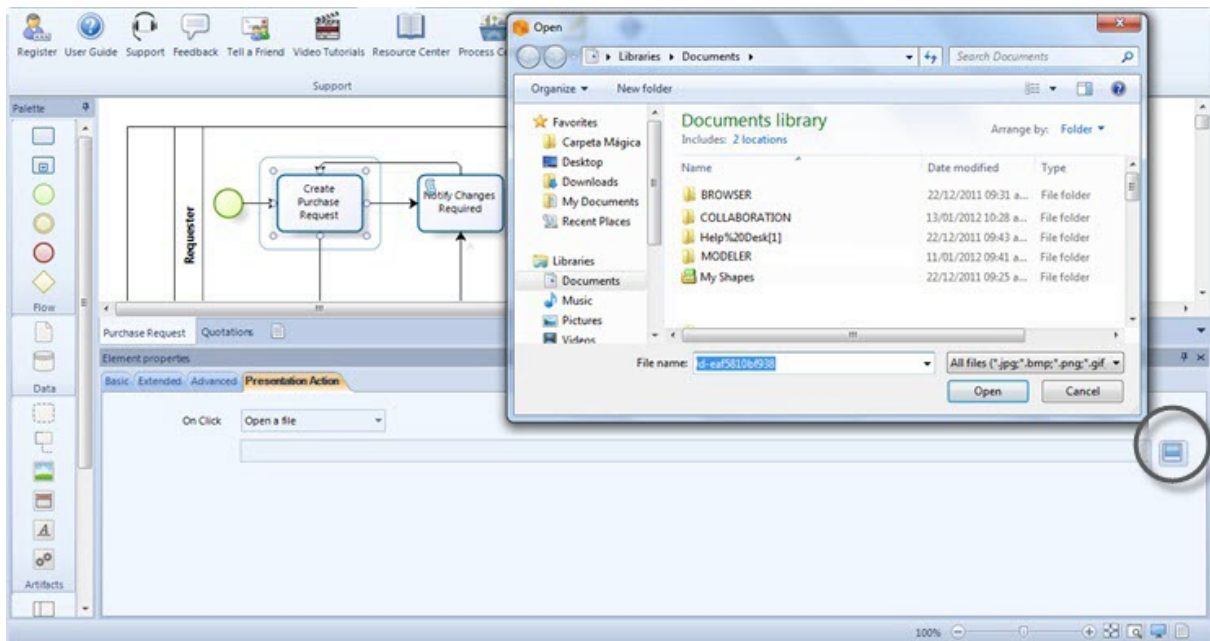 Register User Guide Support Feedback Tell a Friend Video Tutorials Resource Center Process
Support
Palette
Flow
Data
Artifacts
Requester
Create
Purchase
Request
Notify Changes
Required
Purchase Request Quotations
Element properties
Basic Extended Advanced Presentation Action
On Click Open a file
Open
Libraries Documents
Search Documents
Organize New folder
Favorites
Carpeta Mágica
Desktop
Downloads
My Documents
Recent Places
Libraries
Documents
Music
Pictures
Videos
Documents library
Includes: 2 locations
Arrange by: Folder
Name Date modified Type
BROWSER 22/12/2011 09:31 a... File folder
COLLABORATION 13/01/2012 10:28 a... File folder
Help%20Desk[1] 22/12/2011 09:43 a... File folder
MODELER 11/01/2012 09:41 a... File folder
My Shapes 22/12/2011 09:25 a... File folder
File name: id-eaf5810bf938 All files (*.jpg;*.bmp;*.png;*.gif
Open Cancel
100%